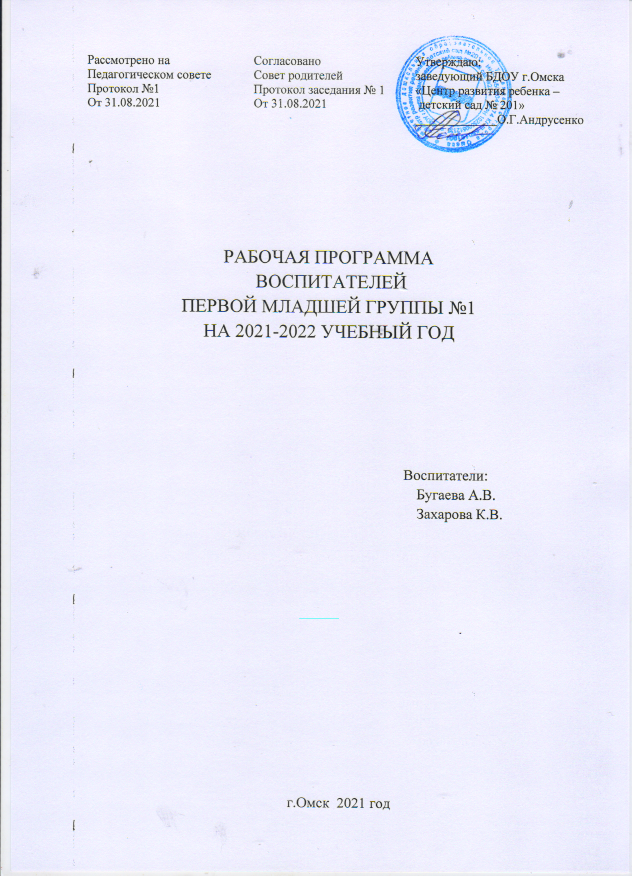 Рассмотрено на
Педагогическом совете
Протокол №1
От 31.08.2021
Согласовано
Совет родителей
Протокол заседания № 1
От 31.08.2021
Утверждаю:
заведующий БДОУ г.Омска
«Центр развития ребенка –
детский сад № 201»
О.Г.Андрусенко
РАБОЧАЯ ПРОГРАММА
ВОСПИТАТЕЛЕЙ
ПЕРВОЙ МЛАДШЕЙ ГРУППЫ №1
НА 2021-2022 УЧЕБНЫЙ ГОД
Воспитатели:
Бугаева А.В.
Захарова К.В.
г.Омск 2021 год